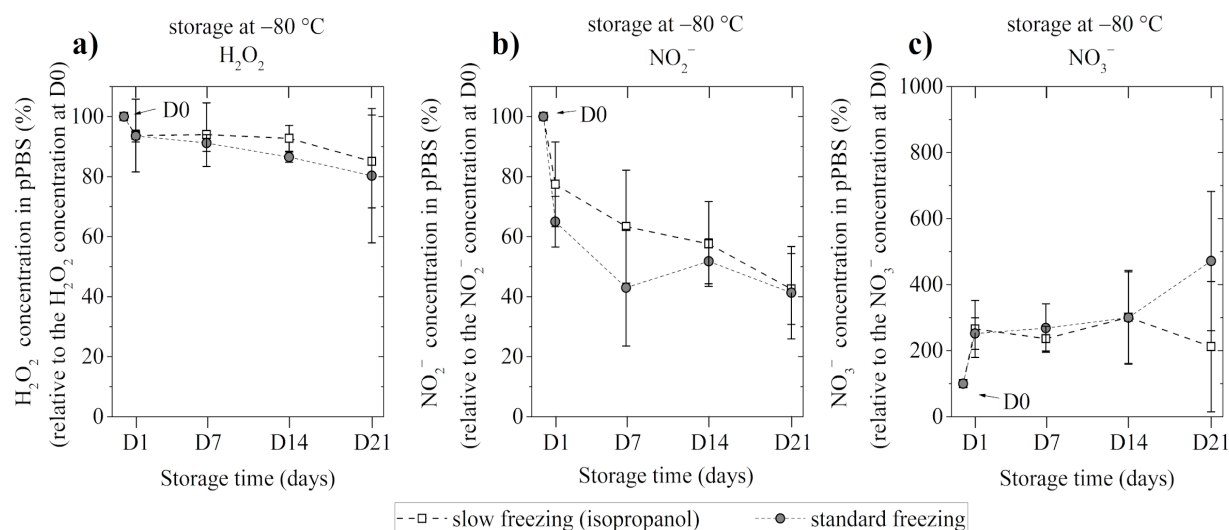 storage at −80 °C
a)
H₂O₂
H₂O₂ concentration in pPBS (%)
(relative to the H₂O₂ concentration at D0)
100
80
60
40
20
0
D0
D1 D7 D14 D21
Storage time (days)
storage at −80 °C
b)
NO₂⁻
NO₂⁻ concentration in pPBS (%)
(relative to the NO₂⁻ concentration at D0)
100
80
60
40
20
0
D0
D1 D7 D14 D21
Storage time (days)
storage at −80 °C
c)
NO₃⁻
NO₃⁻ concentration in pPBS (%)
(relative to the NO₃⁻ concentration at D0)
1000
800
600
400
200
0
D0
D1 D7 D14 D21
Storage time (days)
slow freezing (isopropanol) standard freezing